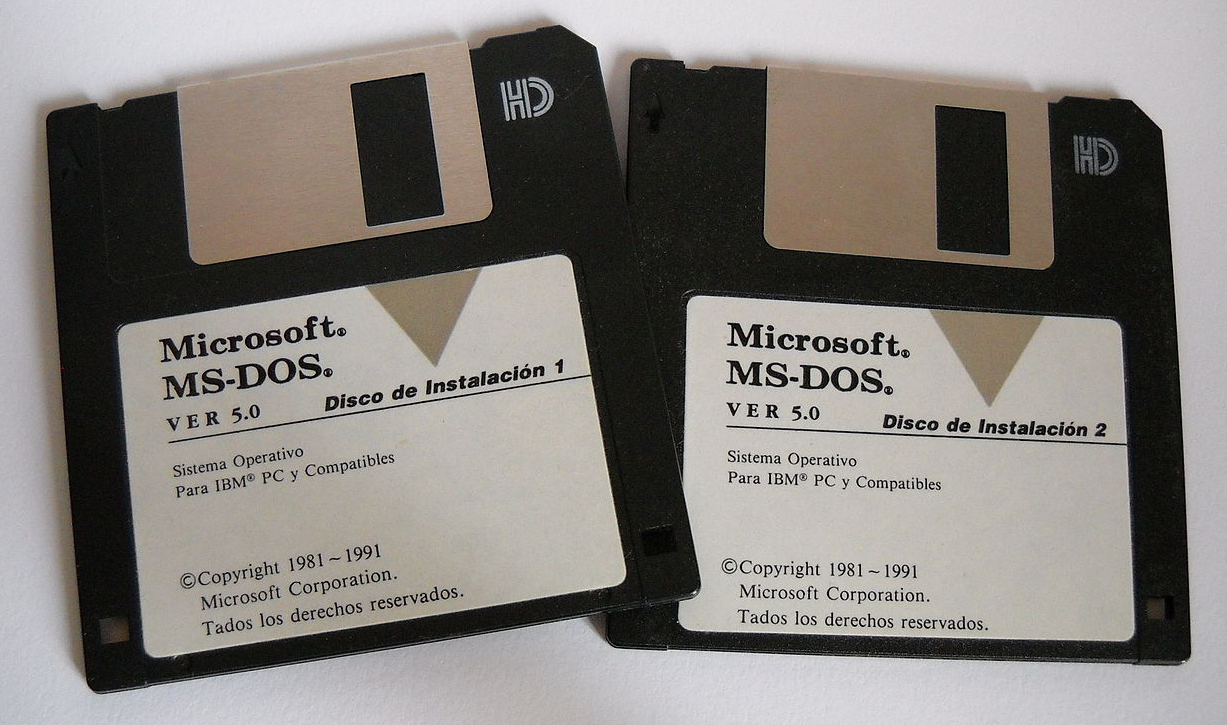 HD
Microsoft®
MS-DOS®
VER 5.0
Disco de Instalación 1
Sistema Operativo
Para IBM® PC y Compatibles
©Copyright 1981~1991
Microsoft Corporation.
Tados los derechos reservados.
HD
Microsoft®
MS-DOS®
VER 5.0
Disco de Instalación 2
Sistema Operativo
Para IBM® PC y Compatibles
©Copyright 1981~1991
Microsoft Corporation.
Tados los derechos reservados.